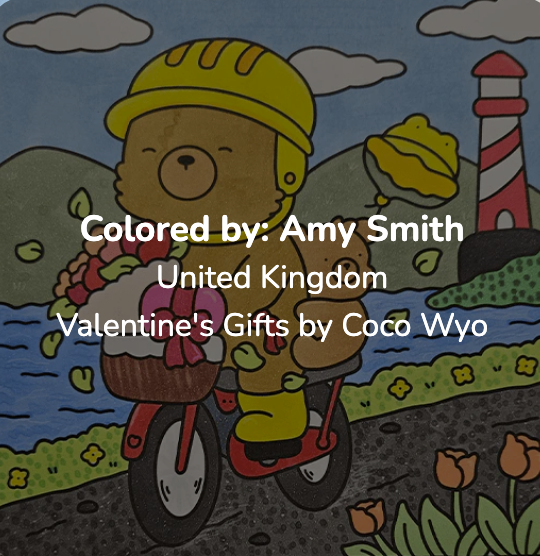 Colored by: Amy Smith
United Kingdom
Valentine's Gifts by Coco Wyo